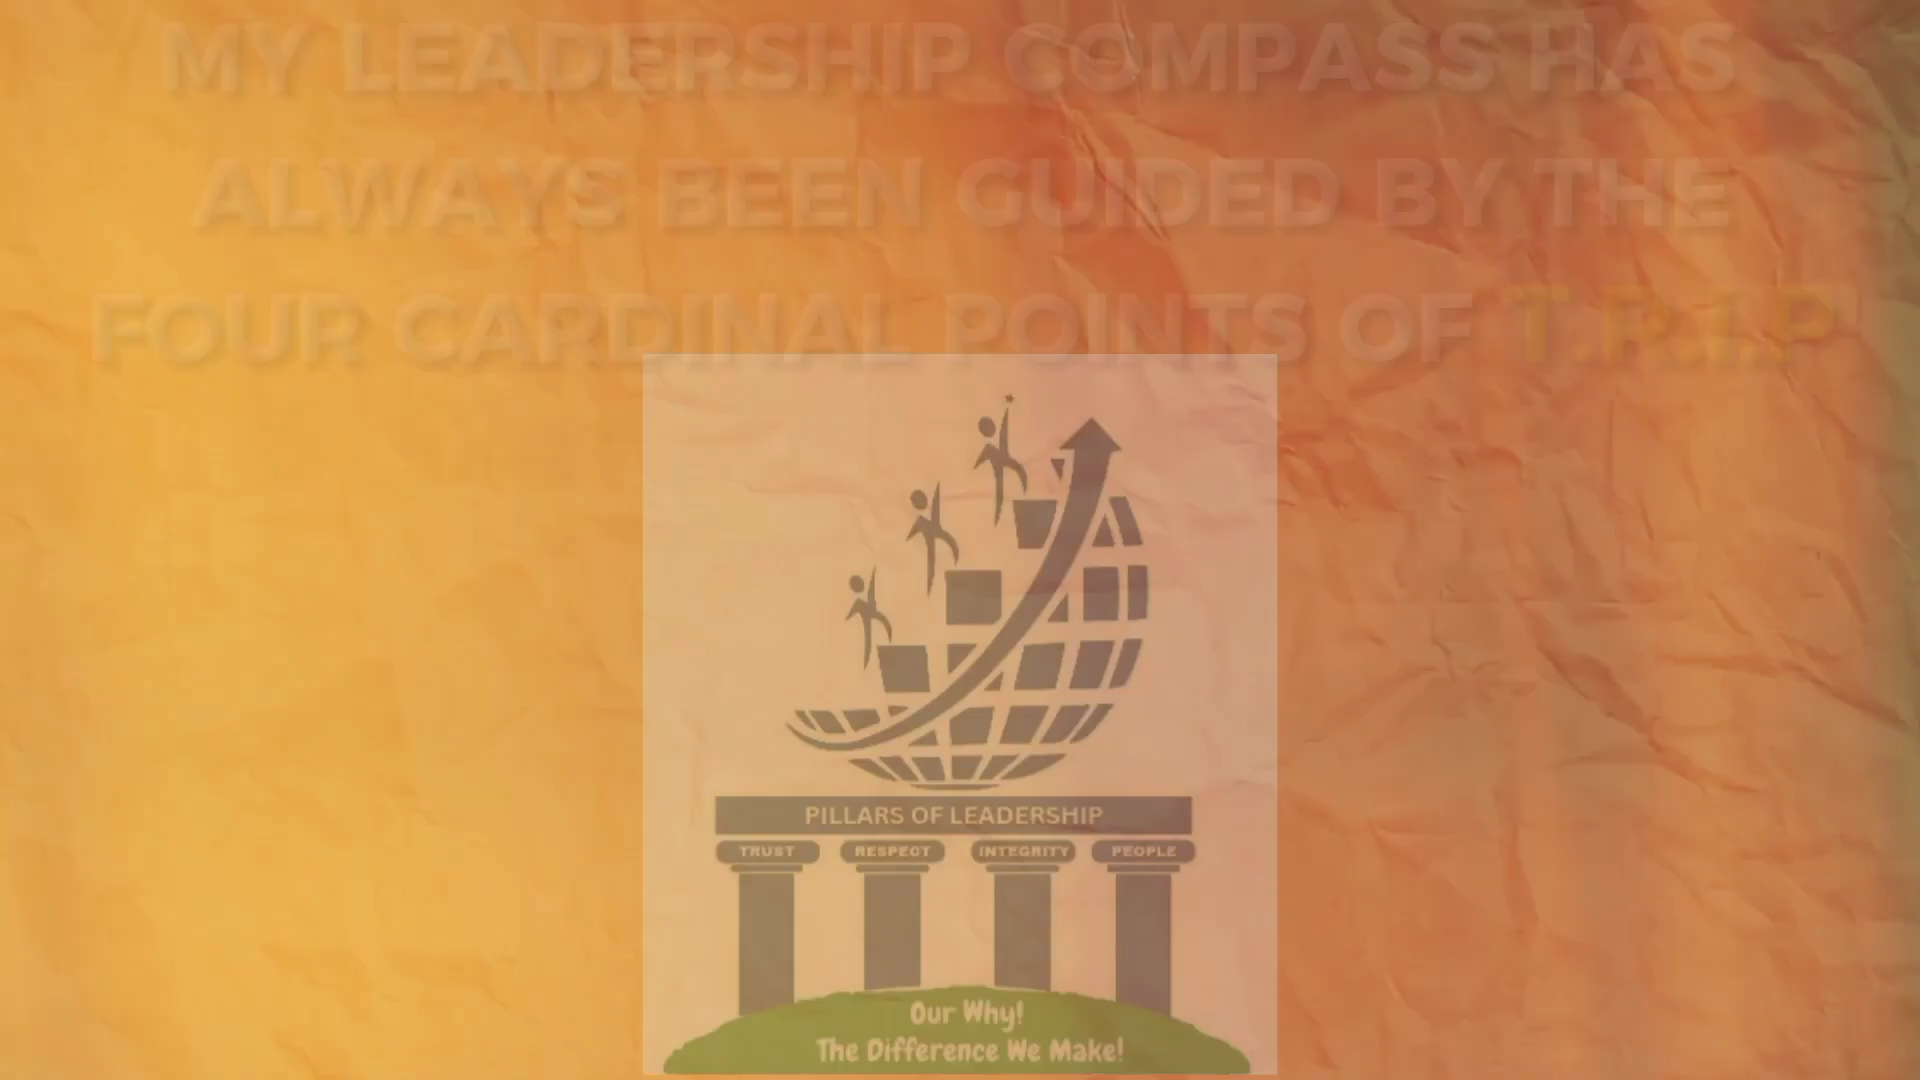 MY LEADERSHIP COMPASS HAS
ALWAYS BEEN GUIDED BY THE
FOUR CARDINAL POINTS OF T.R.I.P
PILLARS OF LEADERSHIP
TRUST RESPECT INTEGRITY PEOPLE
Our Why!
The Difference We Make!